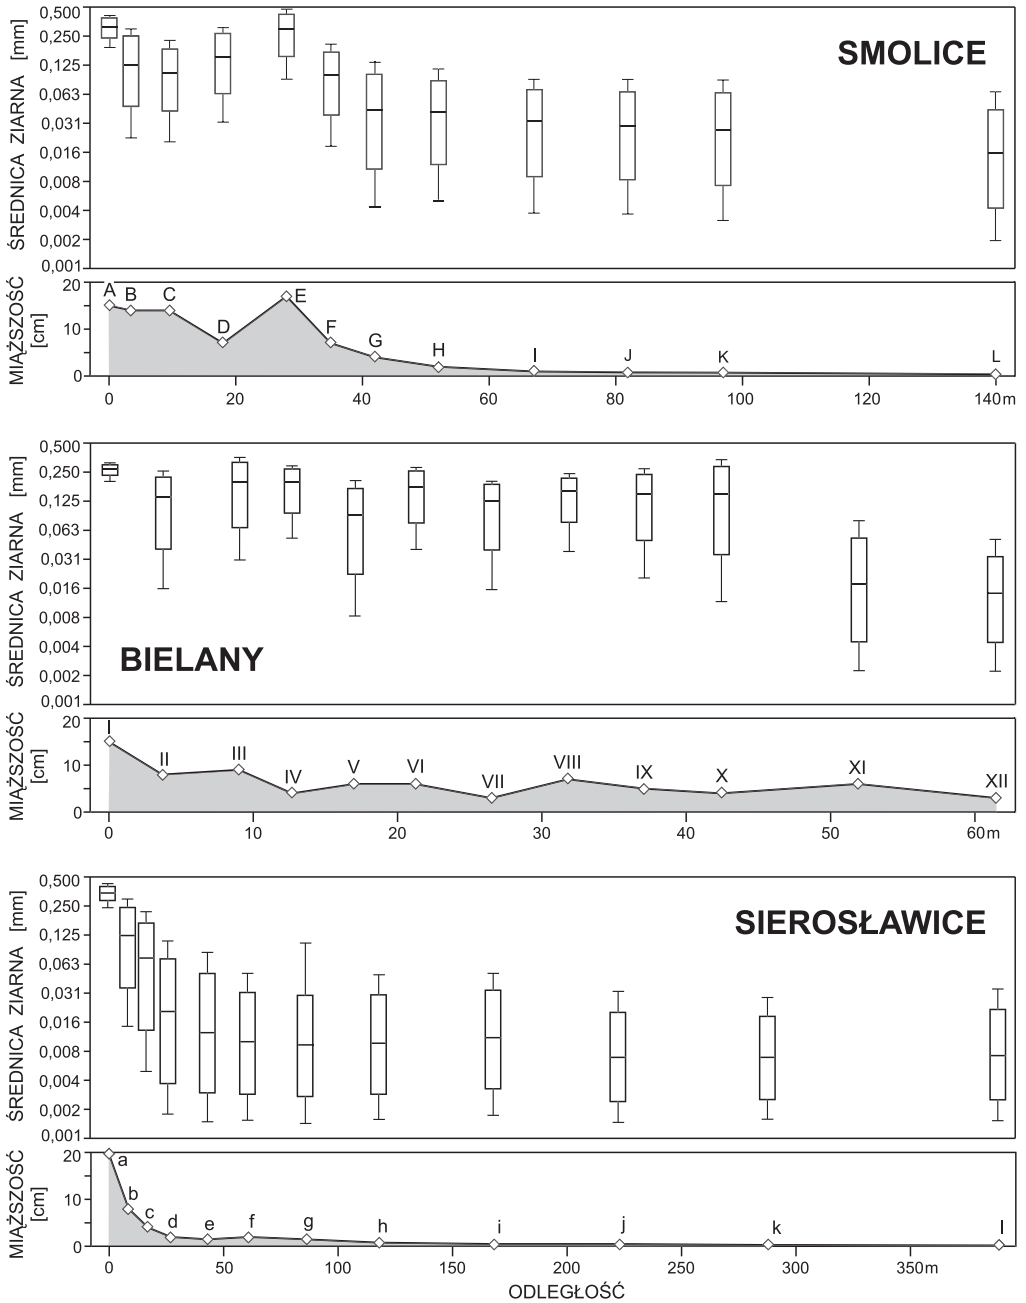 SMOLICE
ŚREDNICA ZIARNA [mm]
0,500
0,250
0,125
0,063
0,031
0,016
0,008
0,004
0,002
0,001
MIĄŻSZOŚĆ
[cm]
20
10
0
A B C D E F G H I J K L
0 20 40 60 80 100 120 140m
BIELANY
ŚREDNICA ZIARNA [mm]
0,500
0,250
0,125
0,063
0,031
0,016
0,008
0,004
0,002
0,001
MIĄŻSZOŚĆ
[cm]
20
10
0
I II III IV V VI VII VIII IX X XI XII
0 10 20 30 40 50 60m
SIEROSŁAWICE
ŚREDNICA ZIARNA [mm]
0,500
0,250
0,125
0,063
0,031
0,016
0,008
0,004
0,002
0,001
MIĄŻSZOŚĆ
[cm]
20
10
0
a b c d e f g h i j k l
0 50 100 150 200 250 300 350m
ODLEGŁOŚĆ